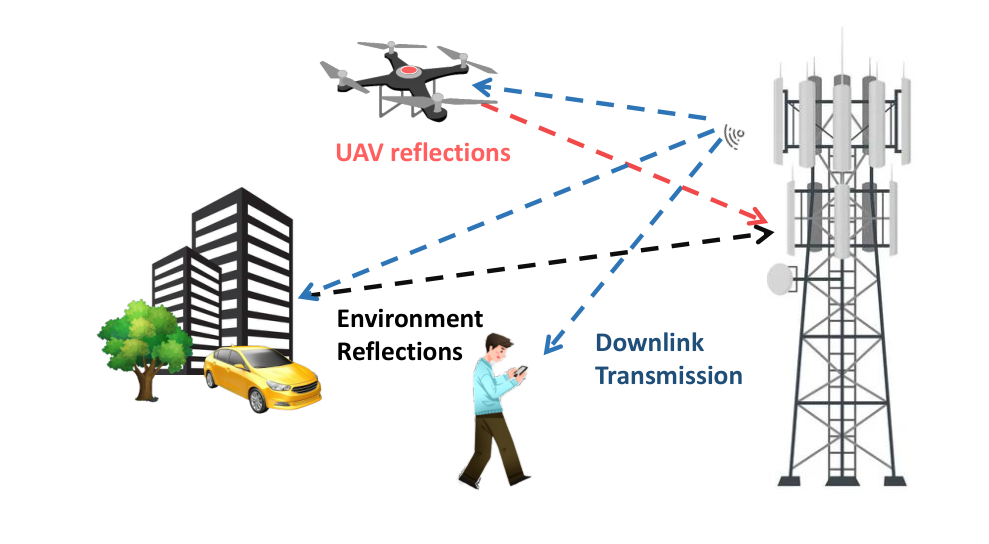 UAV reflections
Environment
Reflections
Downlink
Transmission